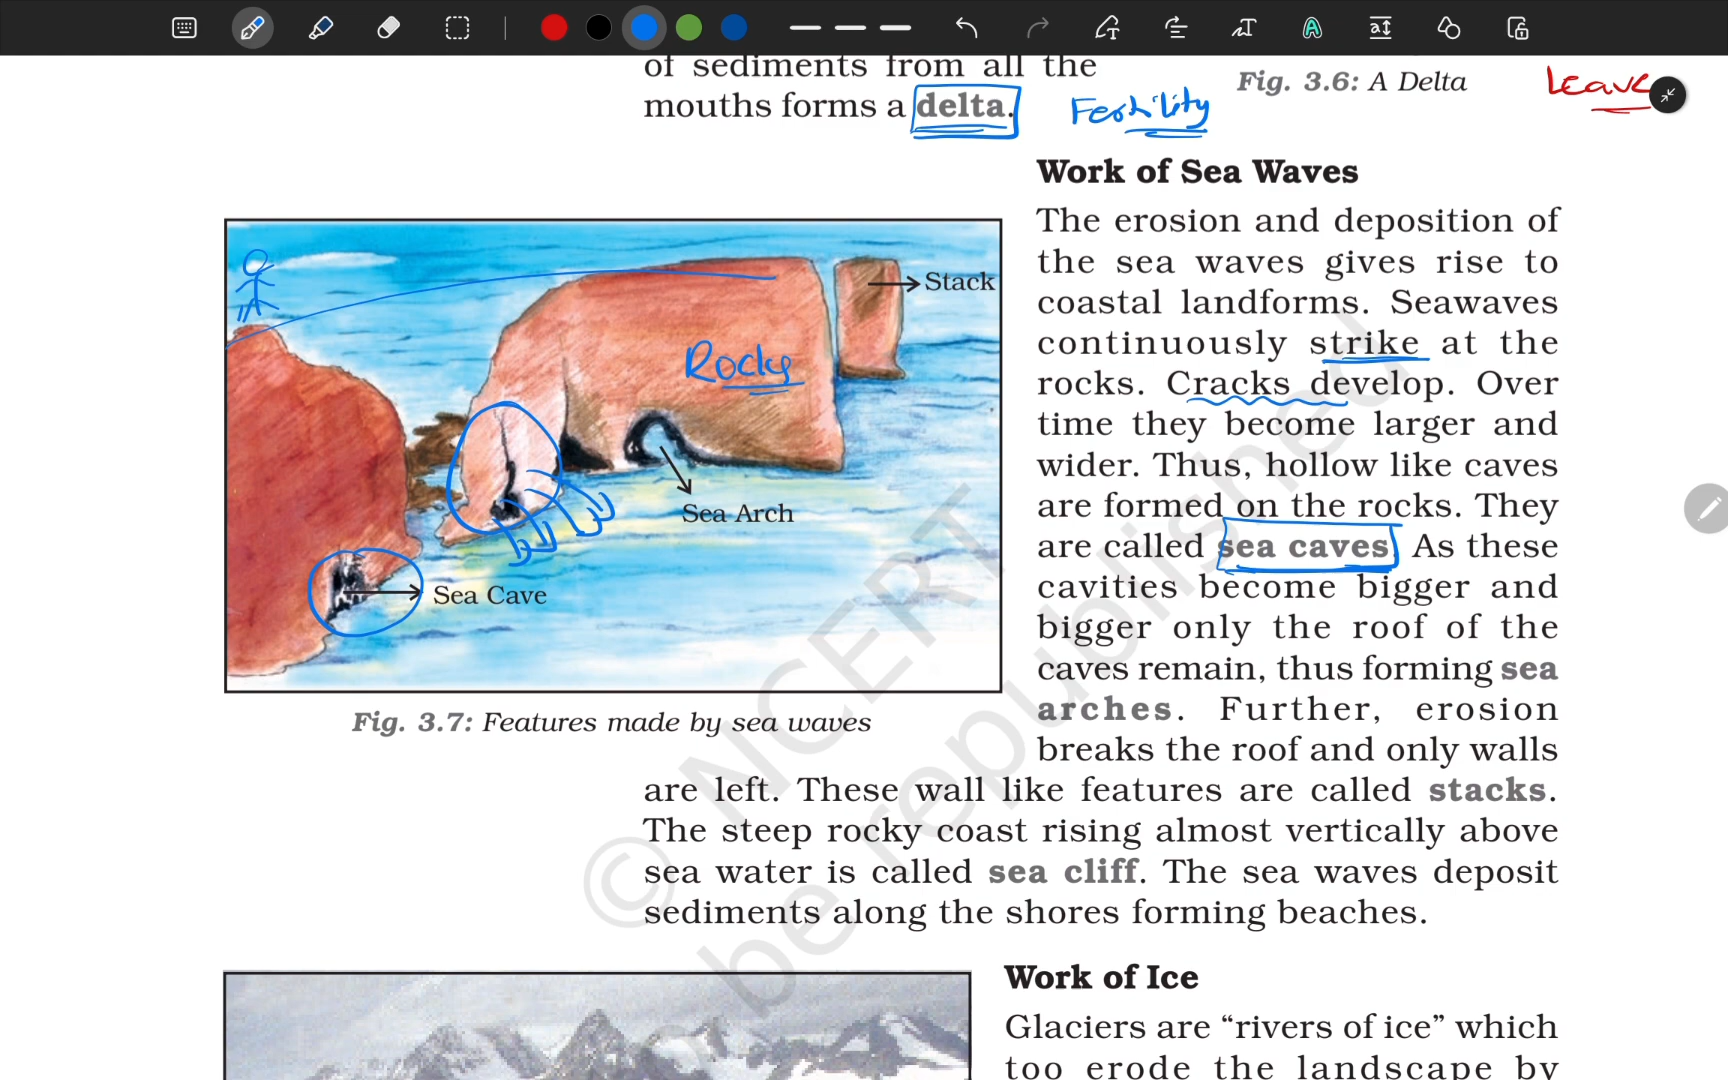 of sediments from all the
mouths forms a delta.
Fertility
Fig. 3.6: A Delta
Leave
Work of Sea Waves
The erosion and deposition of
the sea waves gives rise to
coastal landforms. Seawaves
continuously strike at the
rocks. Cracks develop. Over
time they become larger and
wider. Thus, hollow like caves
are formed on the rocks. They
are called sea caves. As these
cavities become bigger and
bigger only the roof of the
caves remain, thus forming sea
arches. Further, erosion
breaks the roof and only walls
are left. These wall like features are called stacks.
The steep rocky coast rising almost vertically above
sea water is called sea cliff. The sea waves deposit
sediments along the shores forming beaches.
Stack
Rocky
Sea Arch
Sea Cave
Fig. 3.7: Features made by sea waves
© NCERT
be republished
Work of Ice
Glaciers are “rivers of ice” which
too erode the landscape by